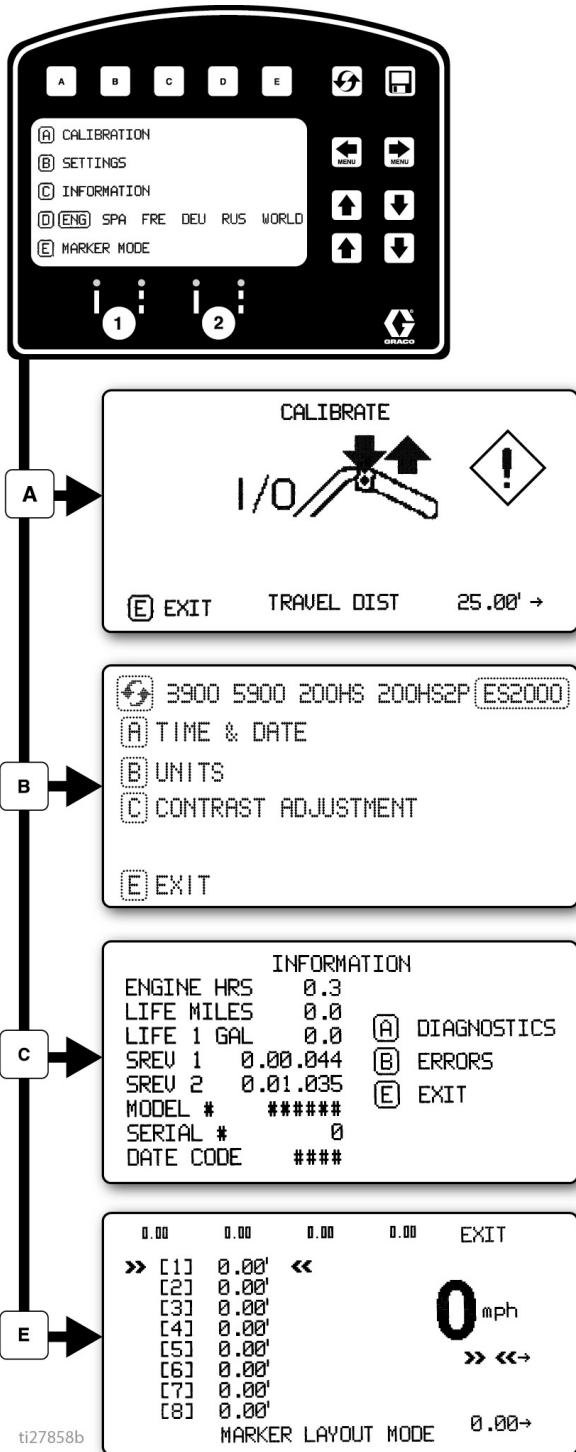 A B C D E
A CALIBRATION
B SETTINGS
MENU MENU
C INFORMATION
D ENG SPA FRE DEU RUS WORLD
E MARKER MODE
1 2
GRACO
CALIBRATE
A
I/O !
E EXIT TRAVEL DIST 25.00' →
3900 5900 200HS 200HS2P ES2000
A TIME & DATE
B UNITS
B
C CONTRAST ADJUSTMENT
E EXIT
INFORMATION
ENGINE HRS 0.3
LIFE MILES 0.0
LIFE 1 GAL 0.0
SREV 1 0.00.044
SREV 2 0.01.035
MODEL # ######
SERIAL # 0
DATE CODE ####
A DIAGNOSTICS
B ERRORS
E EXIT
C
0.00 0.00 0.00 0.00 EXIT
>> [1] 0.00' <<
[2] 0.00'
[3] 0.00'
[4] 0.00'
[5] 0.00'
[6] 0.00'
[7] 0.00'
[8] 0.00'
0 mph
>> <<→
E
MARKER LAYOUT MODE 0.00→
ti27858b